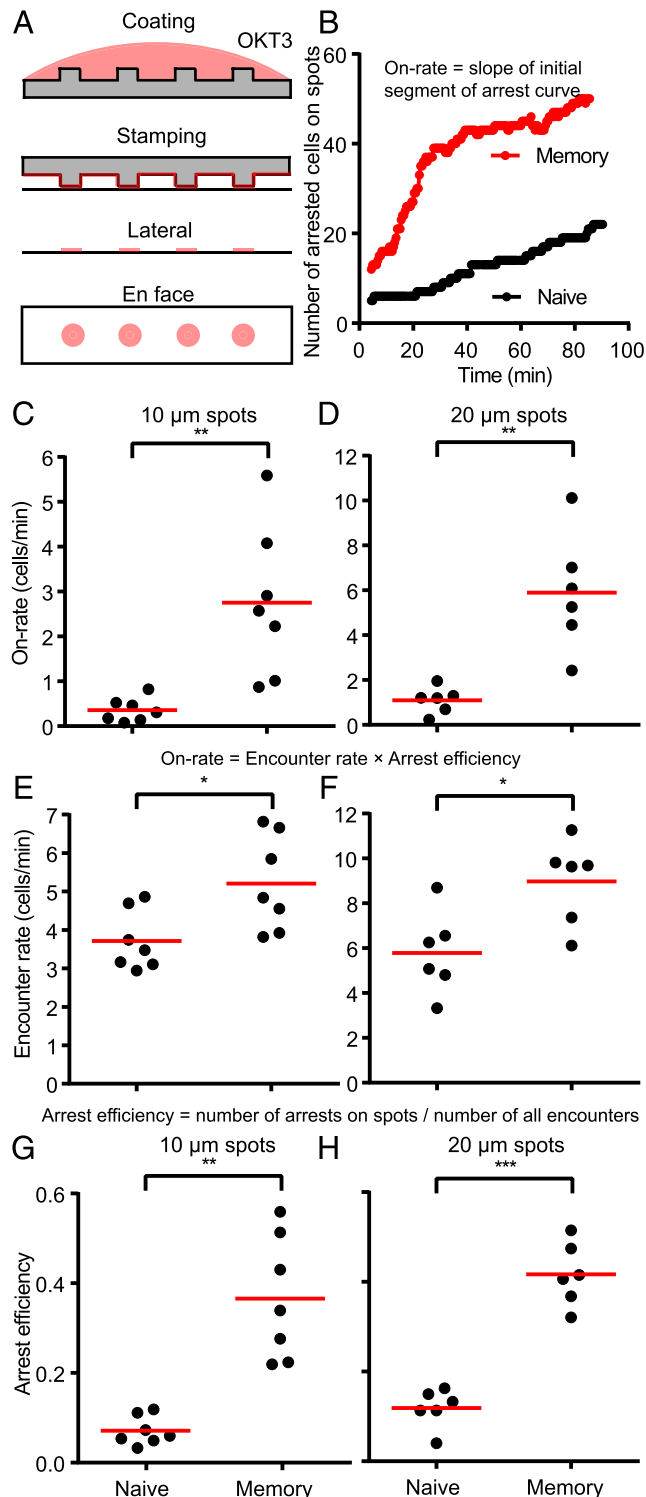 A
Coating
OKT3
Stamping
Lateral
En face
B
On-rate = slope of initial
segment of arrest curve
Number of arrested cells on spots
60
40
20
0
Memory
Naive
0
20
40
60
80
100
Time (min)
C
10 µm spots
**
On-rate (cells/min)
6
5
4
3
2
1
0
D
20 µm spots
**
12
10
8
6
4
2
0
On-rate = Encounter rate × Arrest efficiency
E
*
Encounter rate (cells/min)
7
6
5
4
3
2
1
0
F
*
12
10
8
6
4
2
0
Arrest efficiency = number of arrests on spots / number of all encounters
G
10 µm spots
**
Arrest efficiency
0.6
0.4
0.2
0.0
Naive
Memory
H
20 µm spots
***
Naive
Memory